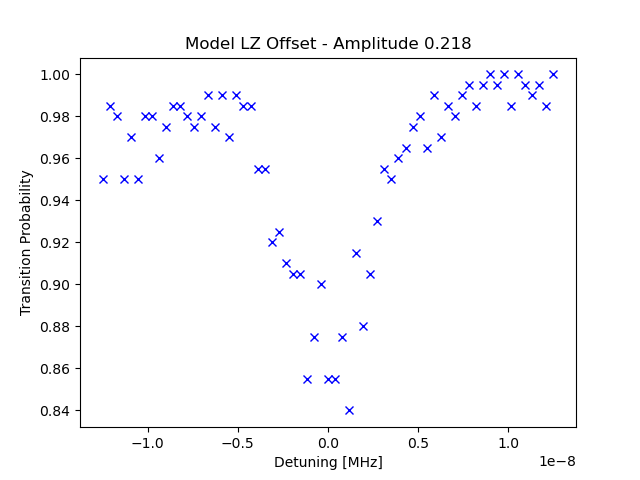 Model LZ Offset - Amplitude 0.218
Transition Probability
1.00
0.98
0.96
0.94
0.92
0.90
0.88
0.86
0.84
−1.0 −0.5 0.0 0.5 1.0
1e−8
Detuning [MHz]